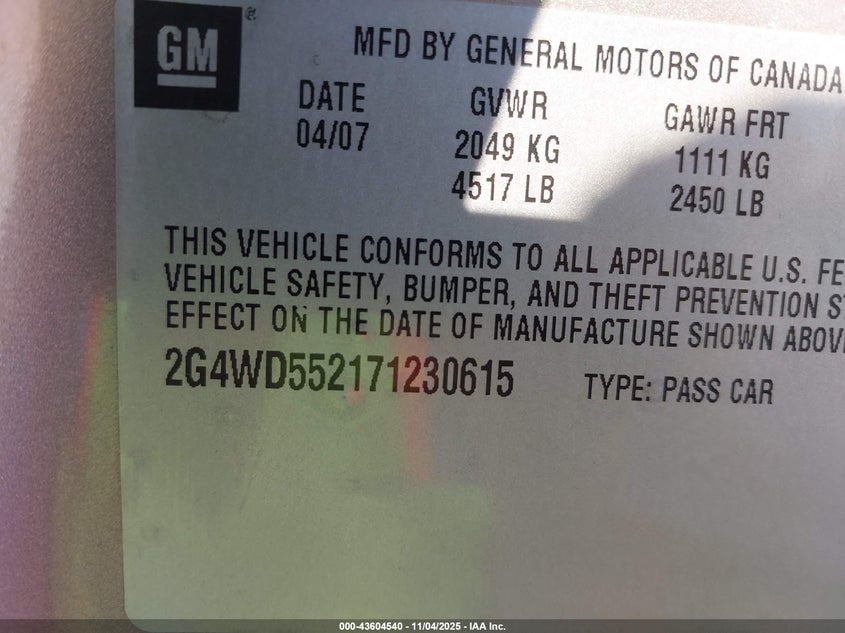 GM®
MFD BY GENERAL MOTORS OF CANADA
DATE GVWR GAWR FRT
04/07 2049 KG 1111 KG
4517 LB 2450 LB
THIS VEHICLE CONFORMS TO ALL APPLICABLE U.S. FE
VEHICLE SAFETY, BUMPER, AND THEFT PREVENTION S
EFFECT ON THE DATE OF MANUFACTURE SHOWN ABOV
2G4WD552171230615 TYPE: PASS CAR
000-43604540 - 11/04/2025 - IAA Inc.